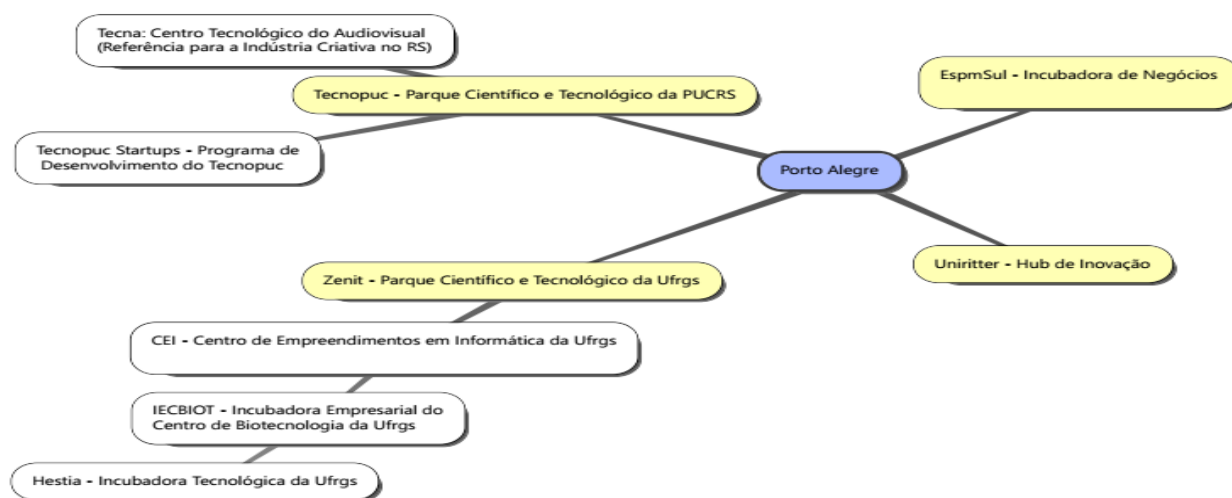 Tecna: Centro Tecnológico do Audiovisual
(Referência para a Indústria Criativa no RS)
Tecnopuc - Parque Científico e Tecnológico da PUCRS
Tecnopuc Startups - Programa de
Desenvolvimento do Tecnopuc
EspmSul - Incubadora de Negócios
Porto Alegre
Uniritter - Hub de Inovação
Zenit - Parque Científico e Tecnológico da Ufrgs
CEI - Centro de Empreendimentos em Informática da Ufrgs
IECBIOT - Incubadora Empresarial do
Centro de Biotecnologia da Ufrgs
Hestia - Incubadora Tecnológica da Ufrgs